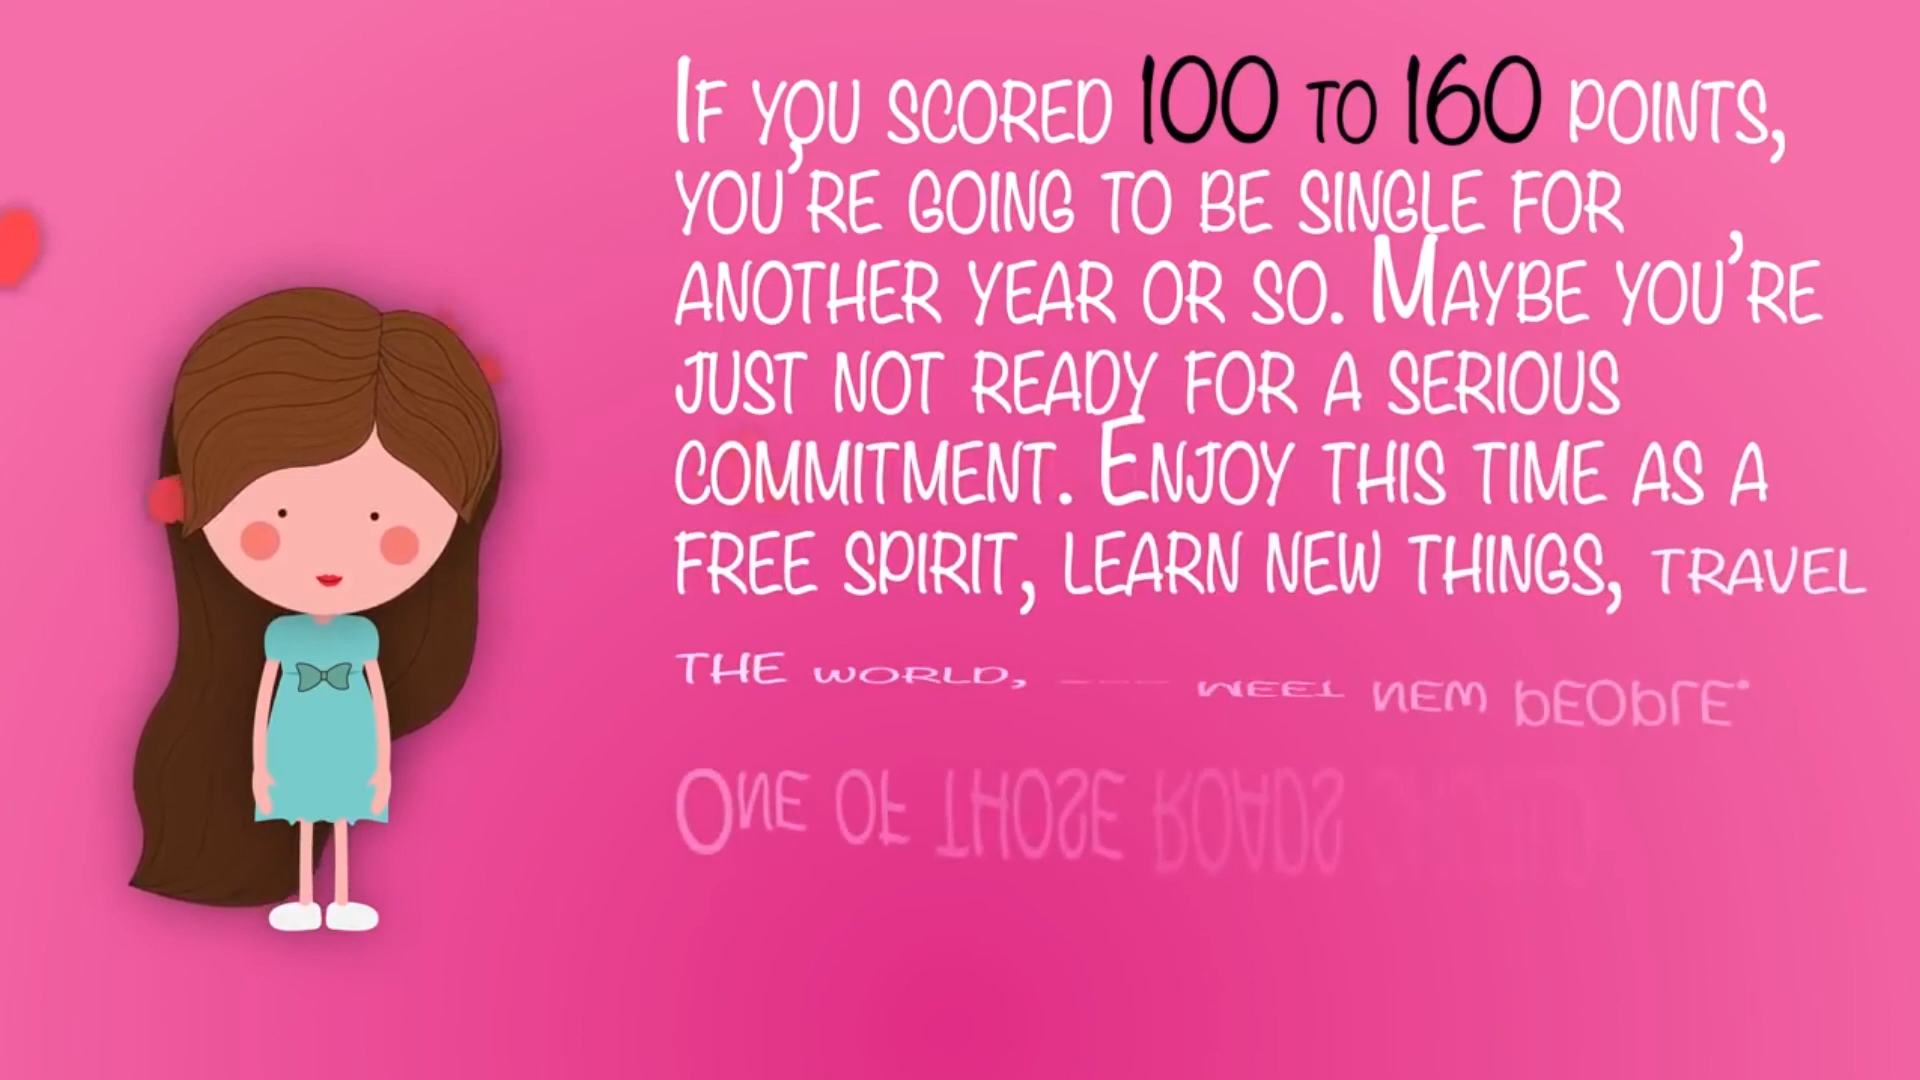 If you scored 100 to 160 points,
you're going to be single for
another year or so. Maybe you're
just not ready for a serious
commitment. Enjoy this time as a
free spirit, learn new things, travel
the world, meet new people.
One of those roads